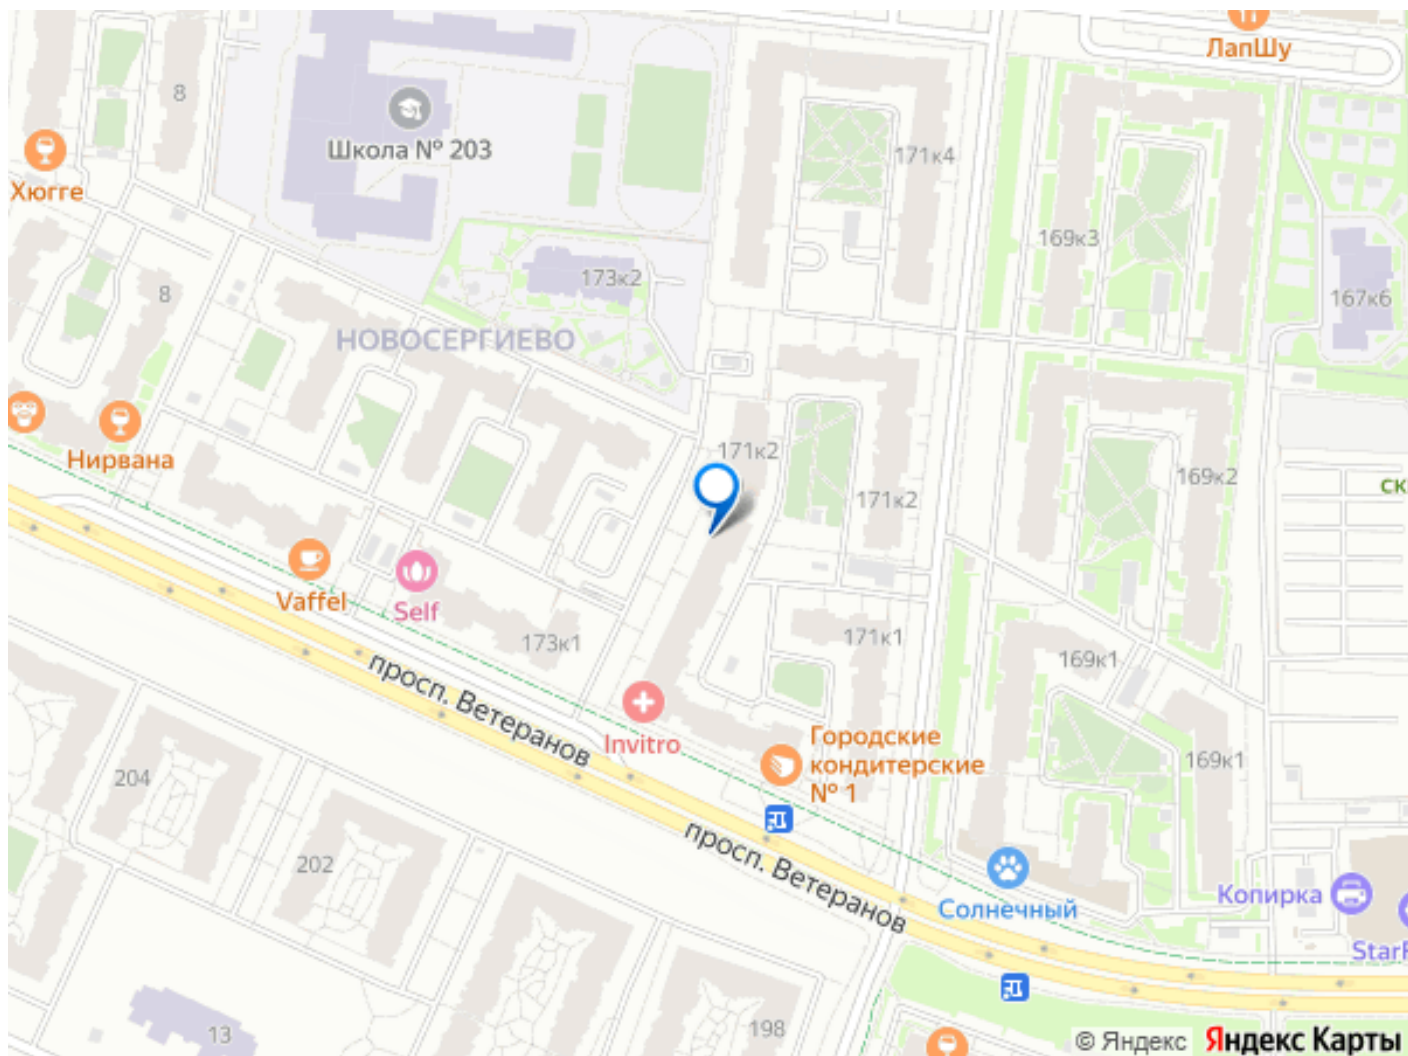 ЛапШу
8
Школа № 203
171к4
Хюгге
169к3
173к2
8
167к6
НОВОСЕРГИЕВО
171к2
Нирвана
169к2
ск
171к2
Vaffel
Self
173к1
171к1
169к1
просп. Ветеранов
Invitro
Городские
кондитерские
№ 1
169к1
204
просп. Ветеранов
202
Копирка
Солнечный
13
198
© Яндекс
Яндекс Карты